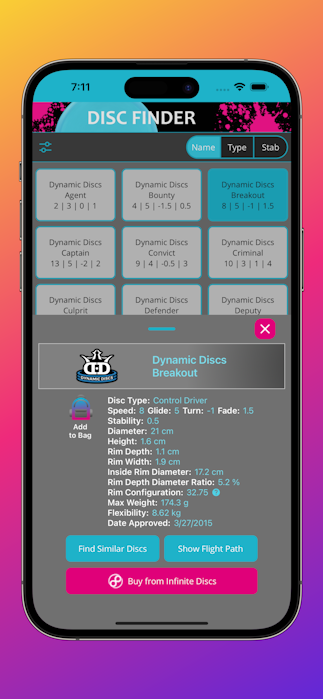 7:11
DISC FINDER
Name Type Stab
Dynamic Discs
Agent
2 | 3 | 0 | 1
Dynamic Discs
Bounty
4 | 5 | -1.5 | 0.5
Dynamic Discs
Breakout
8 | 5 | -1 | 1.5
Dynamic Discs
Captain
13 | 5 | -2 | 2
Dynamic Discs
Convict
9 | 4 | -0.5 | 3
Dynamic Discs
Criminal
10 | 3 | 1 | 4
Dynamic Discs
Culprit
Dynamic Discs
Defender
Dynamic Discs
Deputy
DYNAMIC DISCS
Dynamic Discs
Breakout
Add
to Bag
Disc Type: Control Driver
Speed: 8 Glide: 5 Turn: -1 Fade: 1.5
Stability: 0.5
Diameter: 21 cm
Height: 1.6 cm
Rim Depth: 1.1 cm
Rim Width: 1.9 cm
Inside Rim Diameter: 17.2 cm
Rim Depth Diameter Ratio: 5.2 %
Rim Configuration: 32.75 ?
Max Weight: 174.3 g
Flexibility: 8.62 kg
Date Approved: 3/27/2015
Find Similar Discs
Show Flight Path
Buy from Infinite Discs